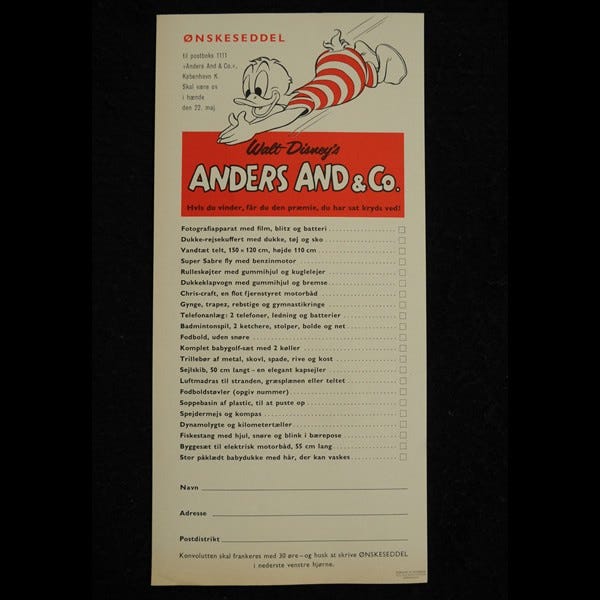 ØNSKESEDDEL
til postboks 1111
»Anders And & Co.«,
København K.
Skal være os
i hænde
den 22. maj.
Walt Disney's
ANDERS AND & Co.
Hvis du vinder, får du den præmie, du har sat kryds ved!
Fotografiapparat med film, blitz og batteri
Dukke-rejsekuffert med dukke, tøj og sko
Vandtæt telt, 150 × 120 cm, højde 110 cm
Super Sabre fly med benzinmotor
Rulleskøjter med gummihjul og kuglelejer
Dukkeklapvogn med gummihjul og bremse
Chris-craft, en flot fjernstyret motorbåd
Gynge, trapez, rebstige og gymnastikringe
Telefonanlæg: 2 telefoner, ledning og batterier
Badmintonspil, 2 ketchere, stolper, bolde og net
Fodbold, uden snøre
Komplet babygolf-sæt med 2 køller
Trillebør af metal, skovl, spade, rive og kost
Sejlskib, 50 cm langt - en elegant kapsejler
Luftmadras til stranden, græsplænen eller teltet
Fodboldstøvler (opgiv nummer)
Soppebasin af plastic, til at puste op
Spejdermejs og kompas
Dynamolygte og kilometertæller
Fiskestang med hjul, snøre og blink i bærepose
Byggesæt til elektrisk motorbåd, 55 cm lang
Stor påklædt babydukke med hår, der kan vaskes
Navn
Adresse
Postdistrikt
Konvolutten skal frankeres med 30 øre – og husk at skrive ØNSKESEDDEL
i nederste venstre hjørne.